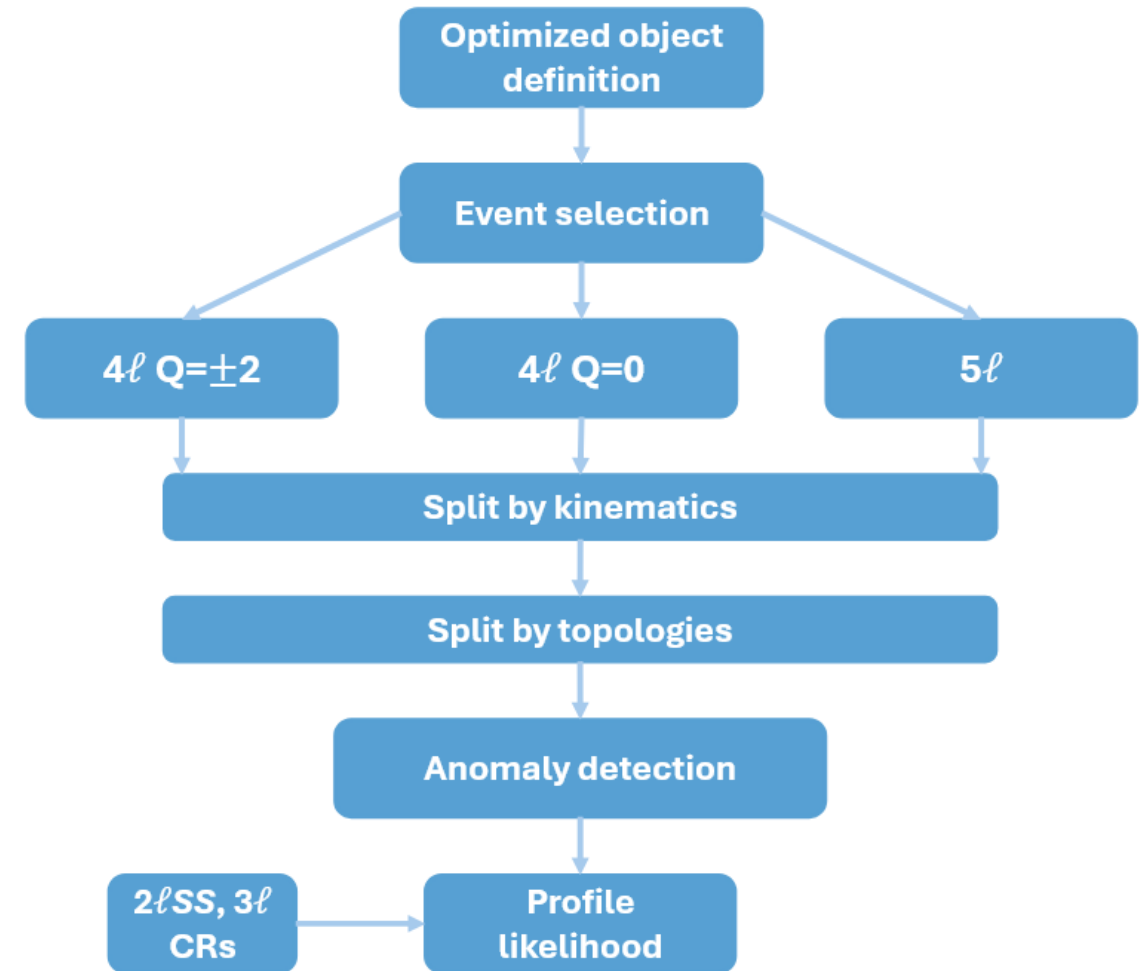 Optimized object
definition
Event selection
4ℓ Q=±2
4ℓ Q=0
5ℓ
Split by kinematics
Split by topologies
Anomaly detection
2ℓSS, 3ℓ
CRs
Profile
likelihood